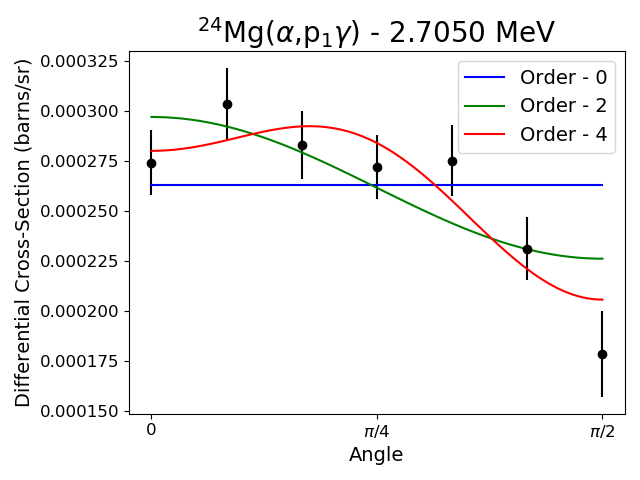 ²⁴Mg(α,p₁γ) - 2.7050 MeV
Differential Cross-Section (barns/sr)
0.000325
0.000300
0.000275
0.000250
0.000225
0.000200
0.000175
0.000150
Order - 0
Order - 2
Order - 4
0
π/4
π/2
Angle